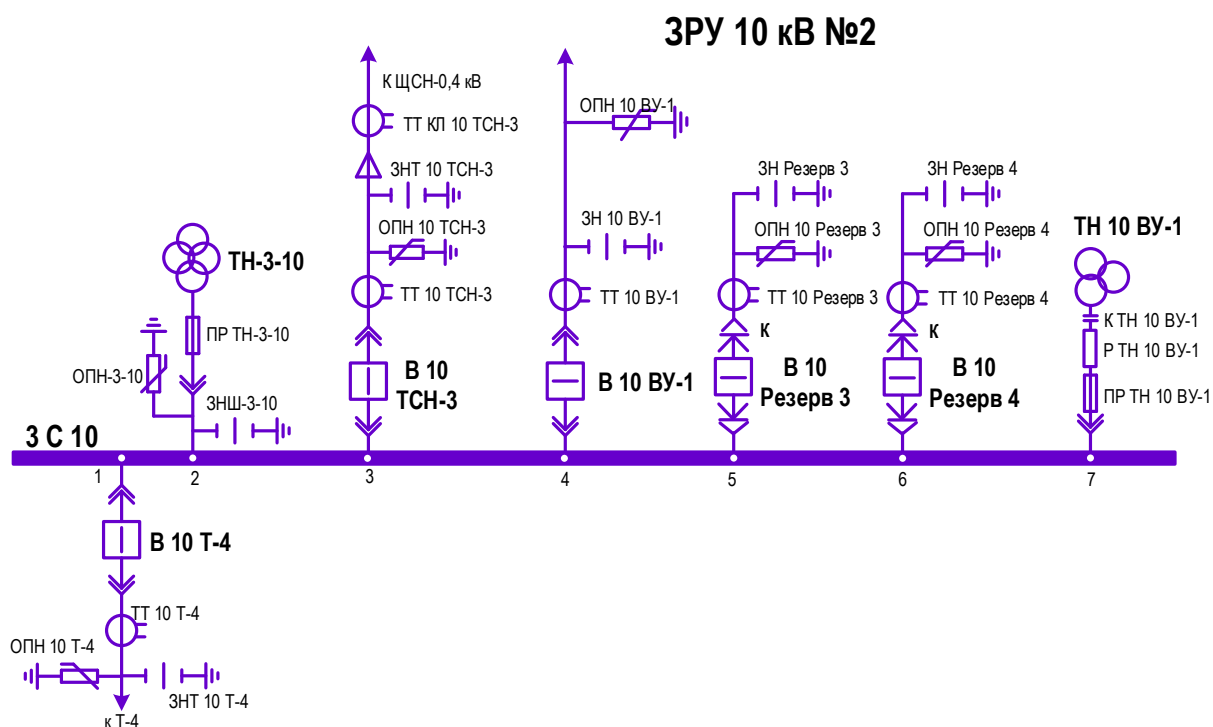 ЗРУ 10 кВ №2
К ЩСН-0,4 кВ
ТТ КЛ 10 ТСН-3
ЗНТ 10 ТСН-3
ОПН 10 ТСН-3
ТТ 10 ТСН-3
В 10
ТСН-3
ОПН 10 ВУ-1
ЗН 10 ВУ-1
ТТ 10 ВУ-1
В 10 ВУ-1
ЗН Резерв 3
ОПН 10 Резерв 3
ТТ 10 Резерв 3
К
В 10
Резерв 3
ЗН Резерв 4
ОПН 10 Резерв 4
ТТ 10 Резерв 4
К
В 10
Резерв 4
ТН 10 ВУ-1
К ТН 10 ВУ-1
Р ТН 10 ВУ-1
ПР ТН 10 ВУ-1
ТН-3-10
ПР ТН-3-10
ОПН-3-10
ЗНШ-3-10
3 С 10
1
2
3
4
5
6
7
В 10 Т-4
ТТ 10 Т-4
ОПН 10 Т-4
ЗНТ 10 Т-4
к Т-4